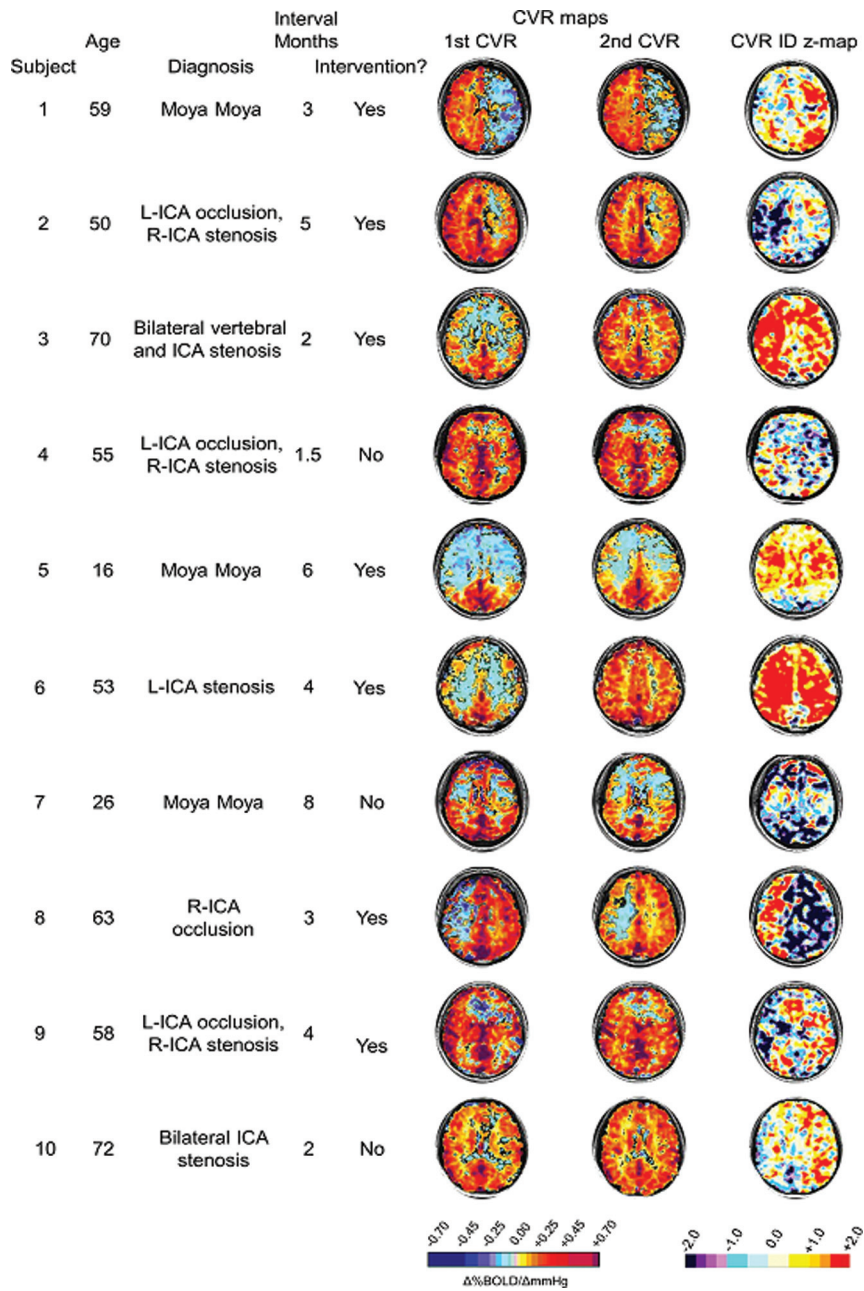 Interval
Months
CVR maps
Age
1st CVR
2nd CVR
CVR ID z-map
Subject
Diagnosis
Intervention?
1 59 Moya Moya 3 Yes
L-ICA occlusion,
2 50 5 Yes
R-ICA stenosis
Bilateral vertebral
3 70 2 Yes
and ICA stenosis
L-ICA occlusion,
4 55 1.5 No
R-ICA stenosis
5 16 Moya Moya 6 Yes
6 53 L-ICA stenosis 4 Yes
7 26 Moya Moya 8 No
R-ICA
8 63 3 Yes
occlusion
L-ICA occlusion,
9 58 4 Yes
R-ICA stenosis
Bilateral ICA
10 72 2 No
stenosis
-0.70 -0.45 -0.25 0.00 +0.25 +0.45 +0.70
-2.0 -1.0 0.0 +1.0 +2.0
Δ%BOLD/ΔmmHg